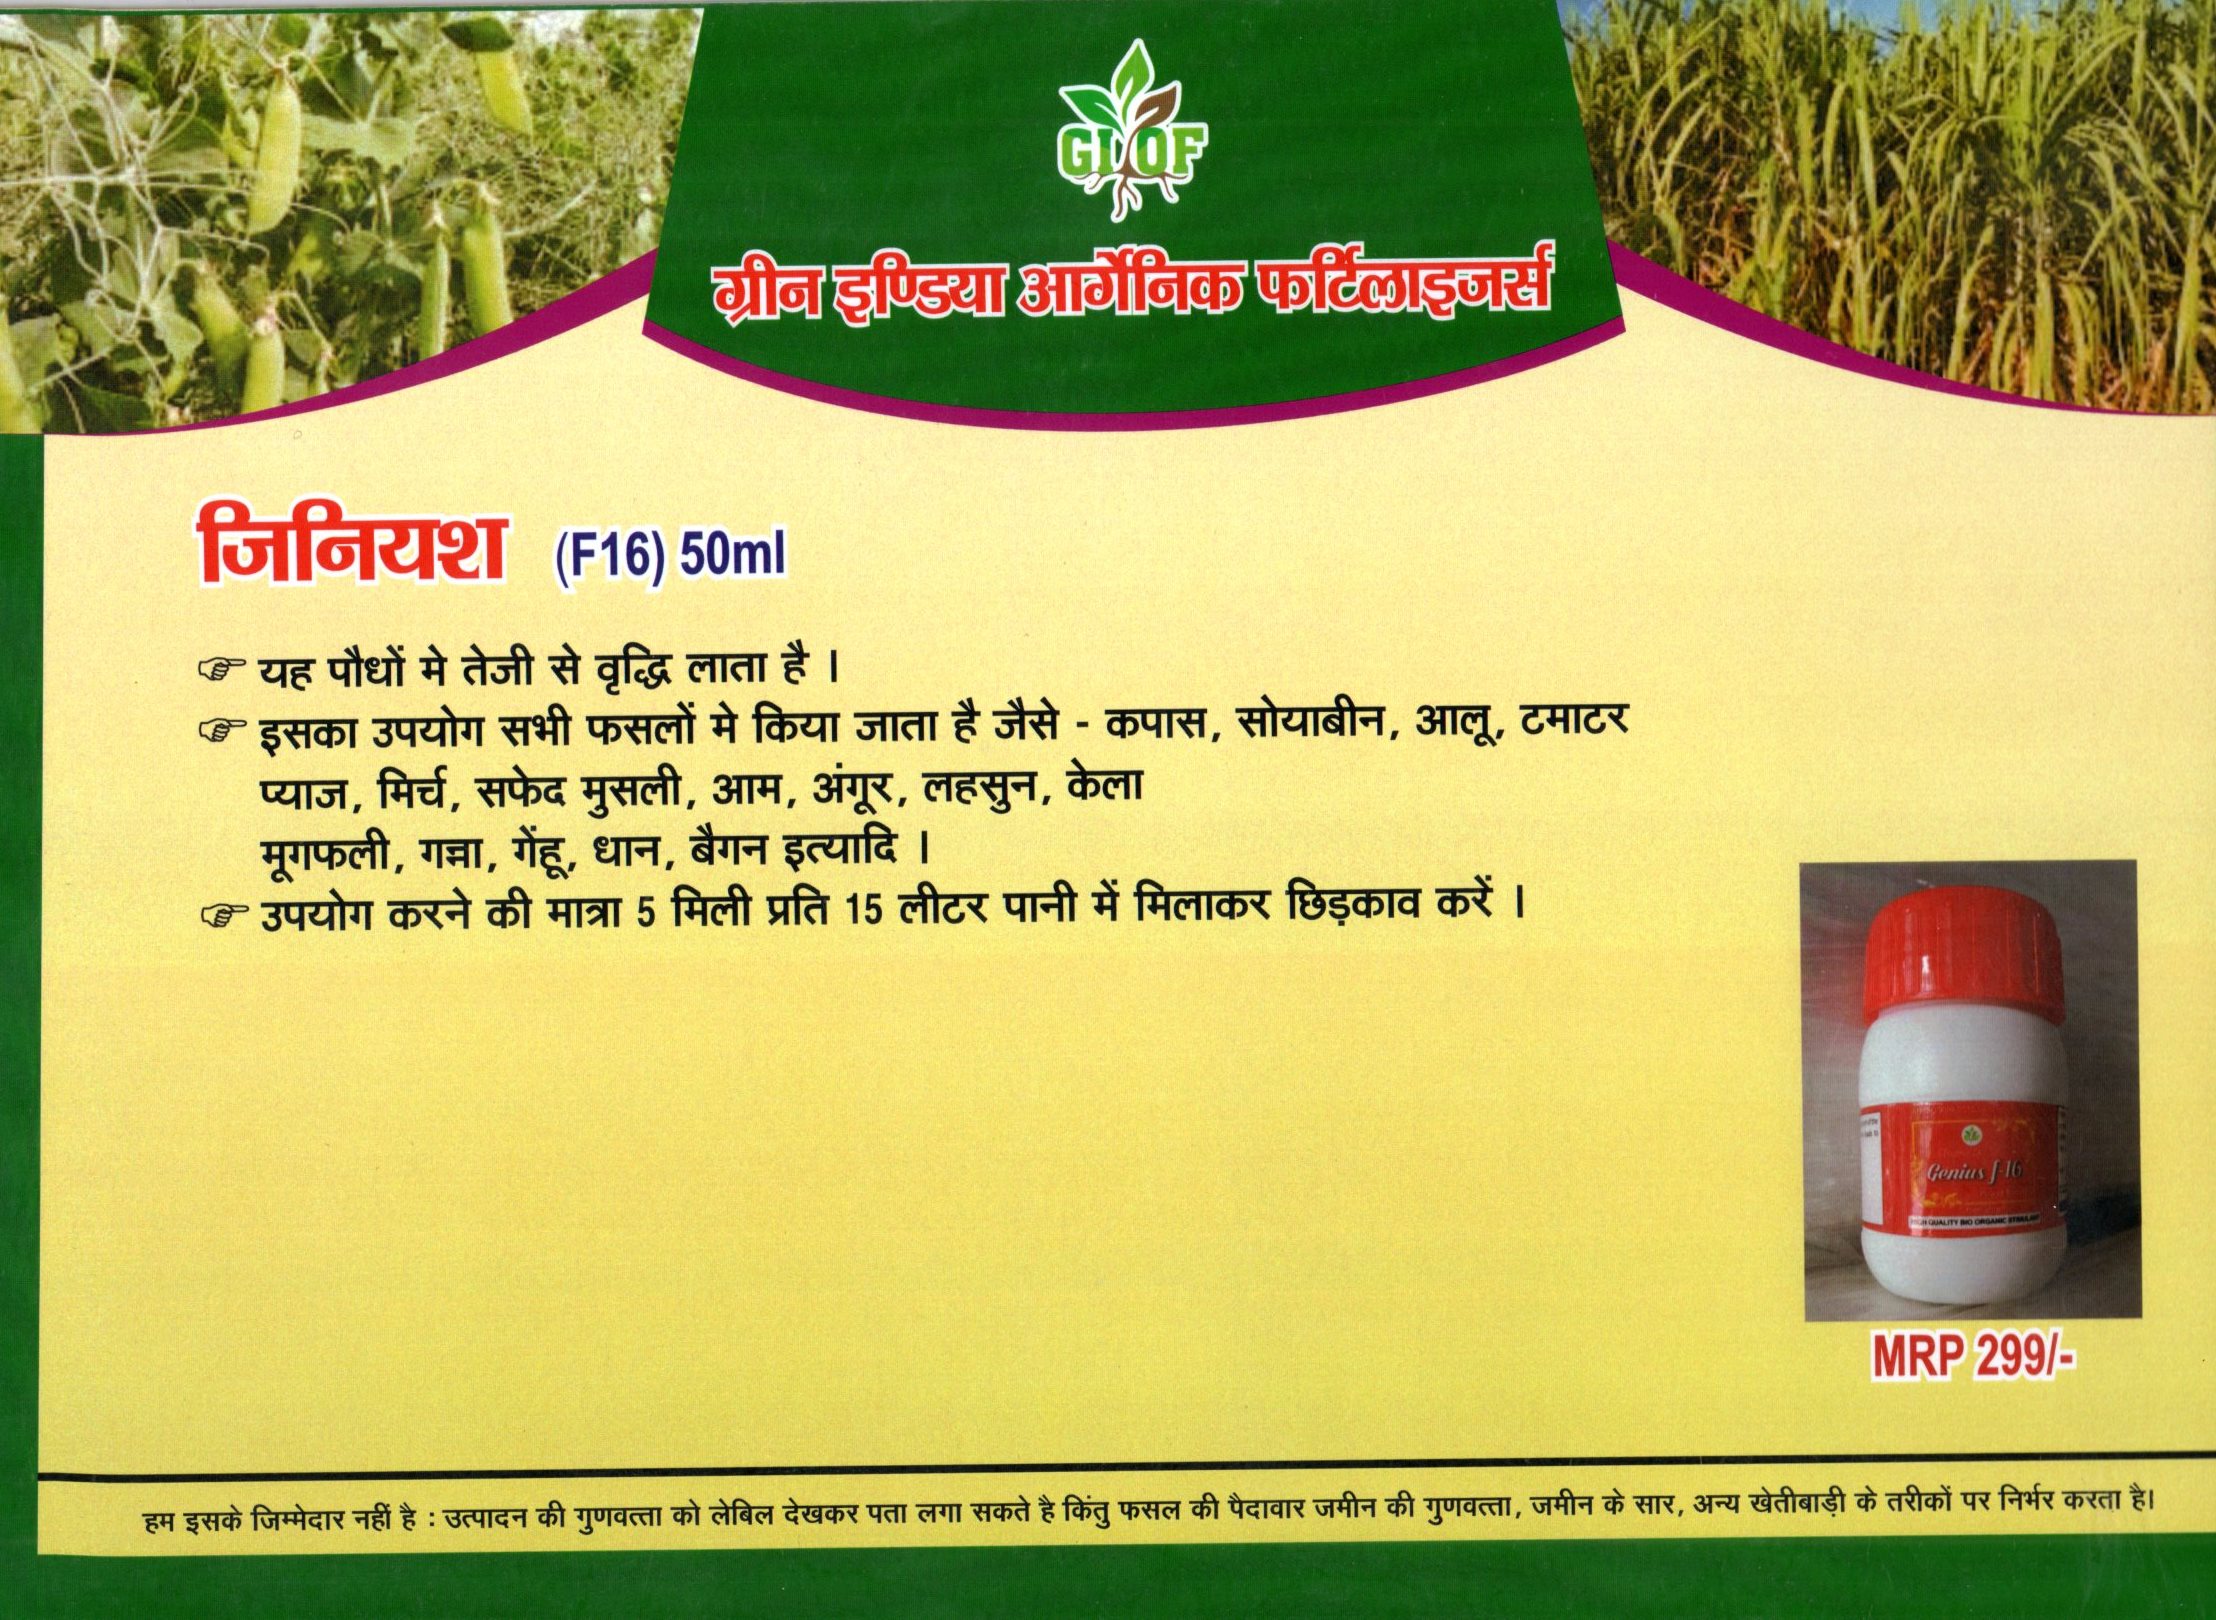 GIOF
ग्रीन इण्डिया आर्गेनिक फर्टिलाइजर्स
जिनियश (F16) 50ml
यह पौधों मे तेजी से वृद्धि लाता है ।
इसका उपयोग सभी फसलों मे किया जाता है जैसे - कपास, सोयाबीन, आलू, टमाटर
प्याज, मिर्च, सफेद मुसली, आम, अंगूर, लहसुन, केला
मूगफली, गन्ना, गेंहू, धान, बैगन इत्यादि ।
उपयोग करने की मात्रा 5 मिली प्रति 15 लीटर पानी में मिलाकर छिड़काव करें ।
Genius f-16
HIGH QUALITY BIO ORGANIC STIMULANT
MRP 299/-
हम इसके जिम्मेदार नहीं है : उत्पादन की गुणवत्ता को लेबिल देखकर पता लगा सकते है किंतु फसल की पैदावार जमीन की गुणवत्ता, जमीन के सार, अन्य खेतीबाड़ी के तरीकों पर निर्भर करता है।